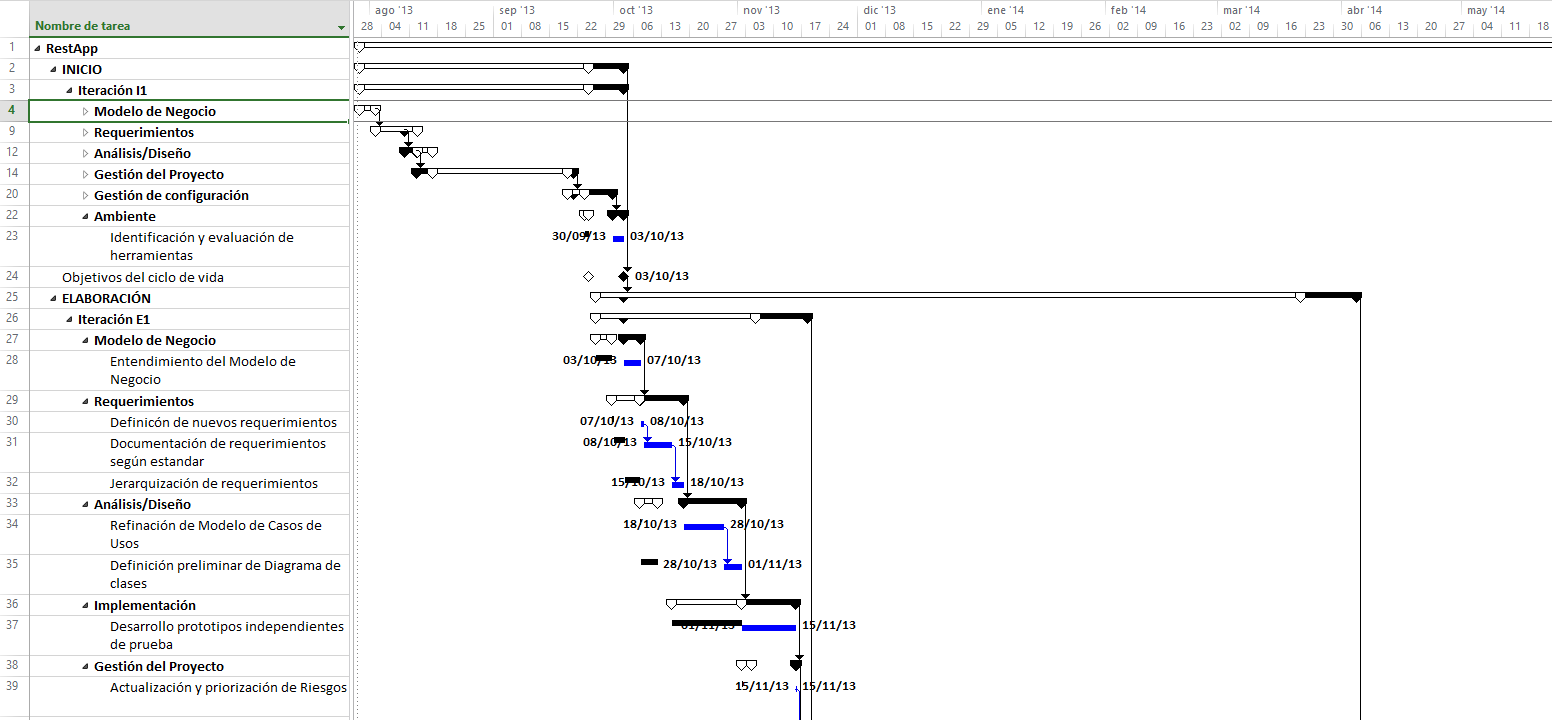 ago '13 sep '13 oct '13 nov '13 dic '13 ene '14 feb '14 mar '14 abr '14 may '14
Nombre de tarea 28 04 11 18 25 01 08 15 22 29 06 13 20 27 03 10 17 24 01 08 15 22 29 05 12 19 26 02 09 16 23 02 09 16 23 30 06 13 20 27 04 11 18
1 RestApp
2 INICIO
3 Iteración I1
4 Modelo de Negocio
9 Requerimientos
12 Análisis/Diseño
14 Gestión del Proyecto
20 Gestión de configuración
22 Ambiente
23 Identificación y evaluación de 30/09/13 03/10/13
herramientas
24 Objetivos del ciclo de vida 03/10/13
25 ELABORACIÓN
26 Iteración E1
27 Modelo de Negocio
28 Entendimiento del Modelo de 03/10/13 07/10/13
Negocio
29 Requerimientos
30 Definicón de nuevos requerimientos 07/10/13 08/10/13
31 Documentación de requerimientos 08/10/13 15/10/13
según estandar
32 Jerarquización de requerimientos 15/10/13 18/10/13
33 Análisis/Diseño
34 Refinación de Modelo de Casos de 18/10/13 28/10/13
Usos
35 Definición preliminar de Diagrama de 28/10/13 01/11/13
clases
36 Implementación
37 Desarrollo prototipos independientes 01/11/13 15/11/13
de prueba
38 Gestión del Proyecto
39 Actualización y priorización de Riesgos 15/11/13 15/11/13